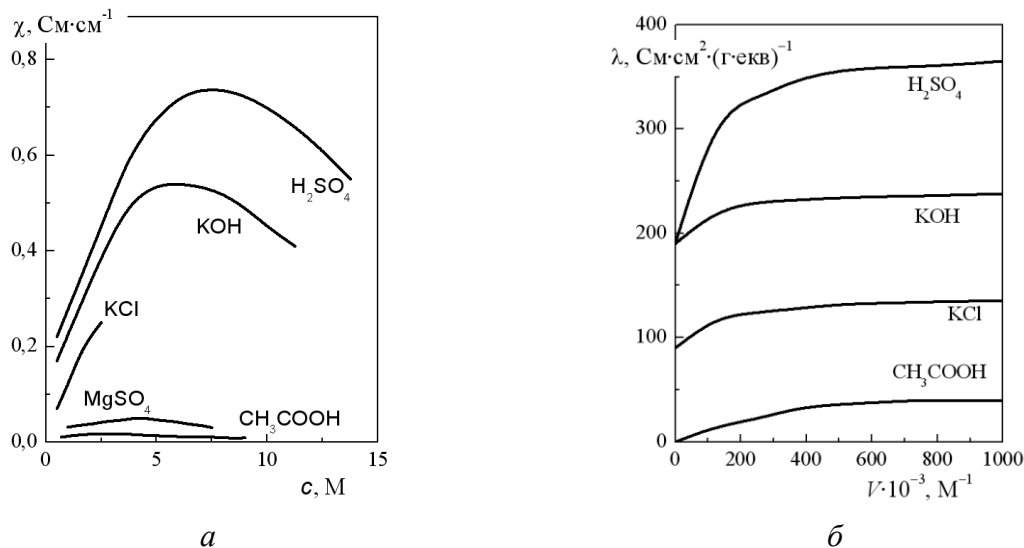 χ, См·см⁻¹
0,8
0,6
0,4
0,2
0,0
0
5
10
15
c, М
H₂SO₄
KOH
KCl
MgSO₄
CH₃COOH
а
λ, См·см²·(г·екв)⁻¹
400
300
200
100
0
0
200
400
600
800
1000
V·10⁻³, М⁻¹
H₂SO₄
KOH
KCl
CH₃COOH
б